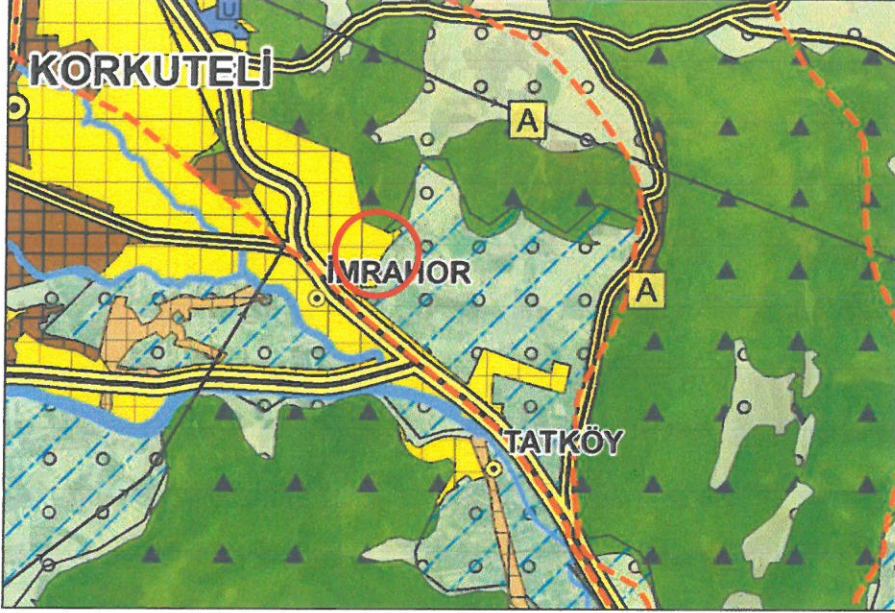 U
KORKUTELİ
A
İMRAHOR
A
TATKÖY